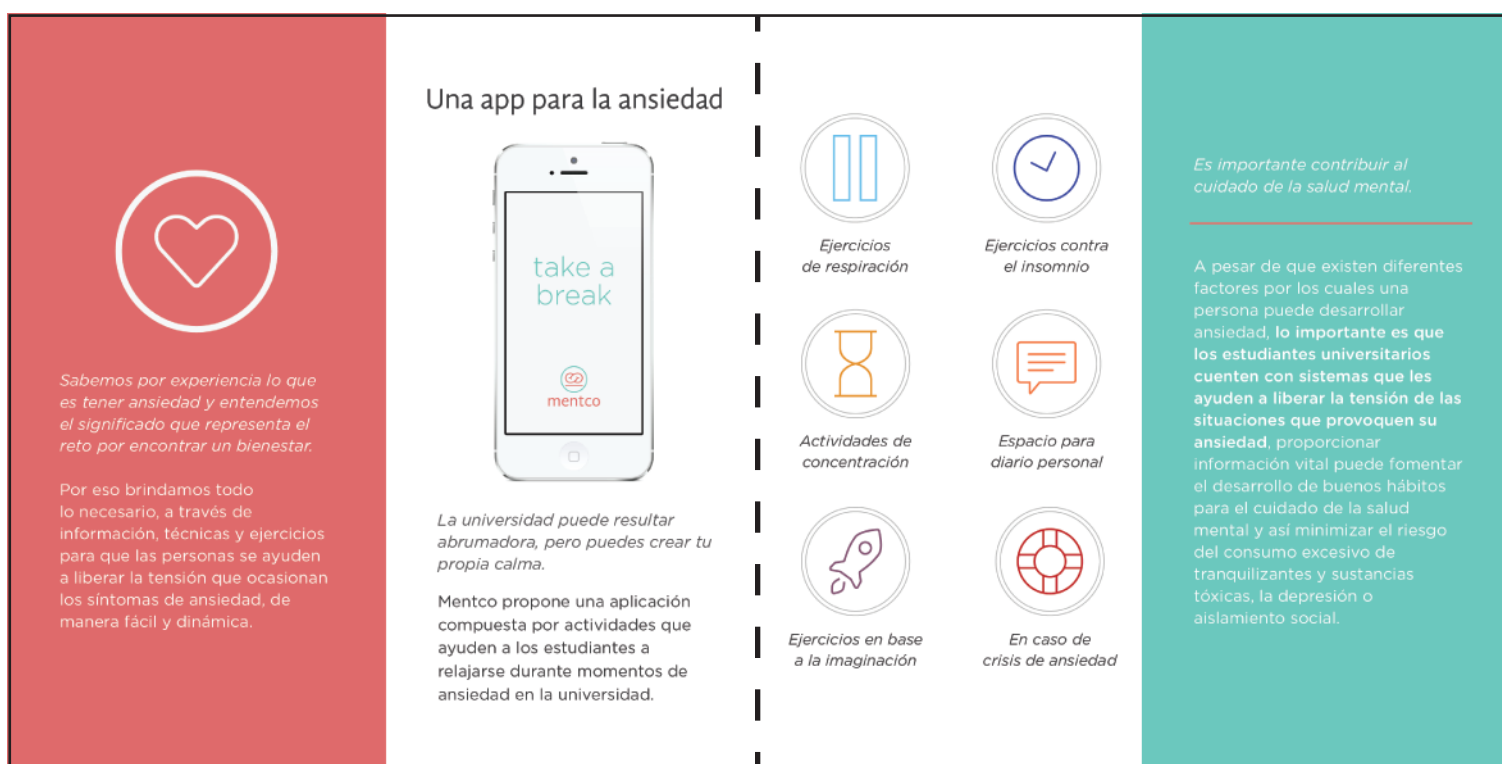 Sabemos por experiencia lo que
es tener ansiedad y entendemos
el significado que representa el
reto por encontrar un bienestar.
Por eso brindamos todo
lo necesario, a través de
información, técnicas y ejercicios
para que las personas se ayuden
a liberar la tensión que ocasionan
los síntomas de ansiedad, de
manera fácil y dinámica.
Una app para la ansiedad
take a
break
mentco
La universidad puede resultar
abrumadora, pero puedes crear tu
propia calma.
Mentco propone una aplicación
compuesta por actividades que
ayuden a los estudiantes a
relajarse durante momentos de
ansiedad en la universidad.
Ejercicios
de respiración
Ejercicios contra
el insomnio
Actividades de
concentración
Espacio para
diario personal
Ejercicios en base
a la imaginación
En caso de
crisis de ansiedad
Es importante contribuir al
cuidado de la salud mental.
A pesar de que existen diferentes
factores por los cuales una
persona puede desarrollar
ansiedad, lo importante es que
los estudiantes universitarios
cuenten con sistemas que les
ayuden a liberar la tensión de las
situaciones que provoquen su
ansiedad, proporcionar
información vital puede fomentar
el desarrollo de buenos hábitos
para el cuidado de la salud
mental y así minimizar el riesgo
del consumo excesivo de
tranquilizantes y sustancias
tóxicas, la depresión o
aislamiento social.